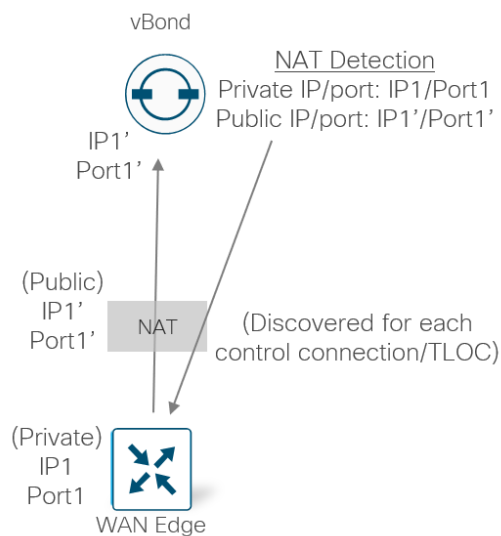 vBond
NAT Detection
Private IP/port: IP1/Port1
Public IP/port: IP1’/Port1’
IP1’
Port1’
(Public)
IP1’
Port1’
NAT
(Discovered for each
control connection/TLOC)
(Private)
IP1
Port1
WAN Edge